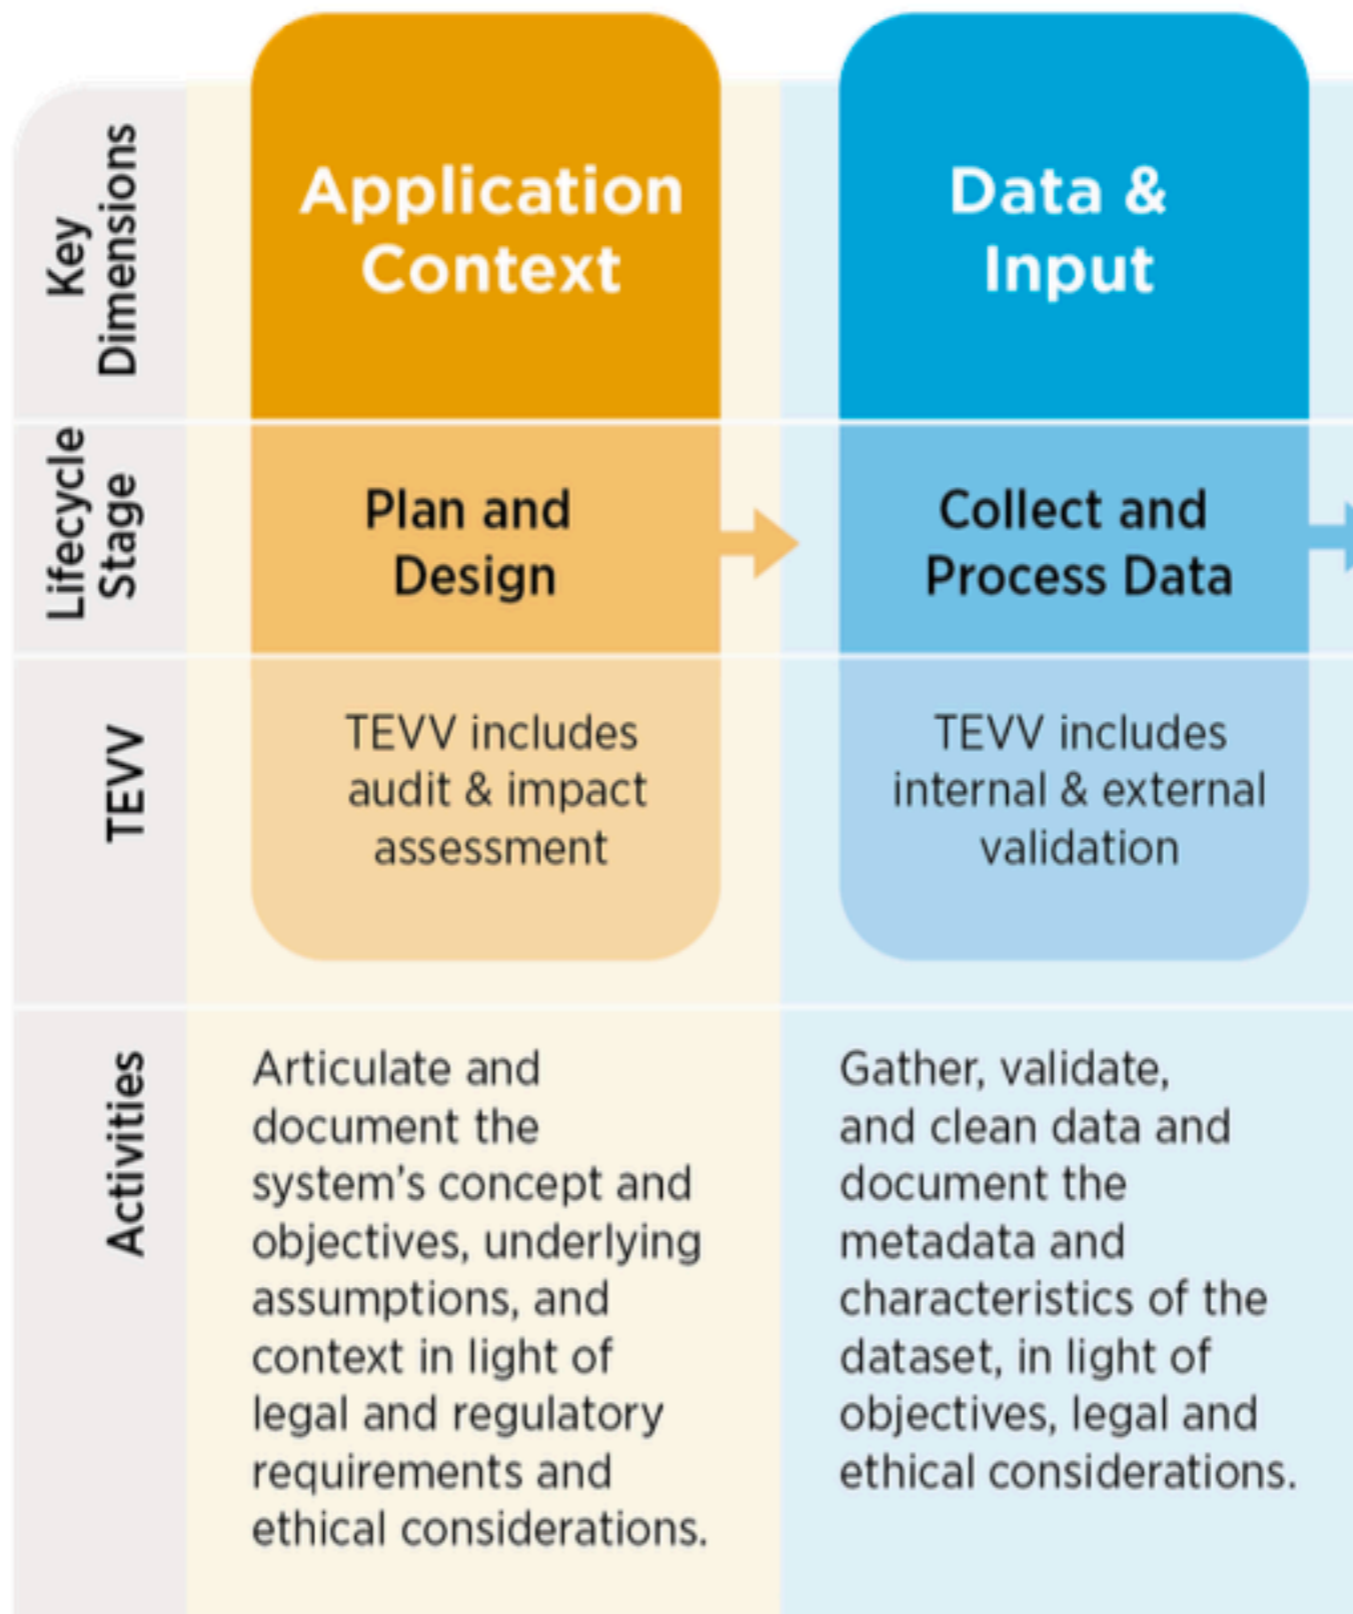 Key
Dimensions
Application
Context
Data &
Input
Lifecycle
Stage
Plan and
Design
Collect and
Process Data
TEVV
TEVV includes
audit & impact
assessment
TEVV includes
internal & external
validation
Activities
Articulate and
document the
system’s concept and
objectives, underlying
assumptions, and
context in light of
legal and regulatory
requirements and
ethical considerations.
Gather, validate,
and clean data and
document the
metadata and
characteristics of the
dataset, in light of
objectives, legal and
ethical considerations.